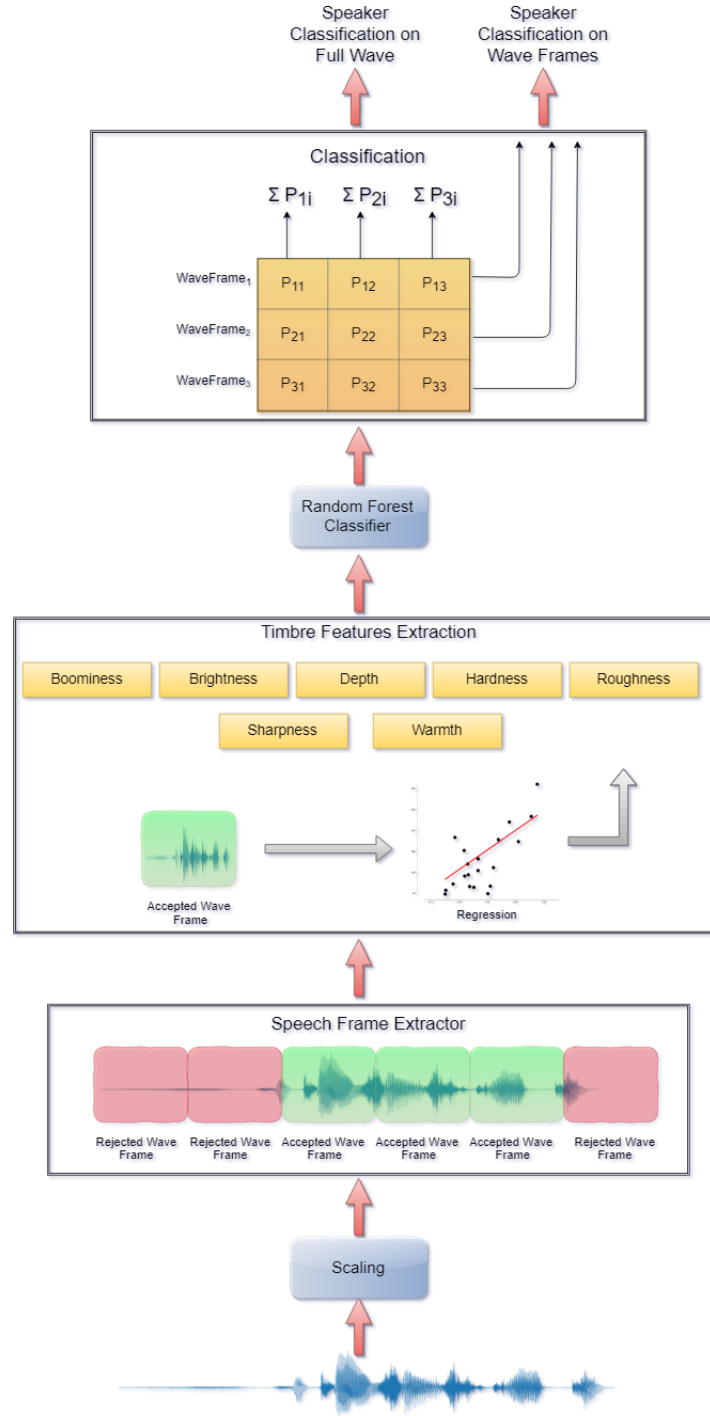 Speaker
Classification on
Full Wave
Speaker
Classification on
Wave Frames
Classification
Σ P1i
Σ P2i
Σ P3i
WaveFrame1
P11
P12
P13
WaveFrame2
P21
P22
P23
WaveFrame3
P31
P32
P33
Random Forest
Classifier
Timbre Features Extraction
Boominess
Brightness
Depth
Hardness
Roughness
Sharpness
Warmth
Accepted Wave
Frame
Regression
Speech Frame Extractor
Rejected Wave
Frame
Rejected Wave
Frame
Accepted Wave
Frame
Accepted Wave
Frame
Accepted Wave
Frame
Rejected Wave
Frame
Scaling